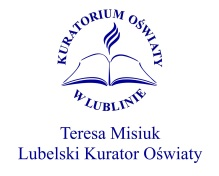 KURATORIUM OŚWIATY
W LUBLINIE
Teresa Misiuk
Lubelski Kurator Oświaty